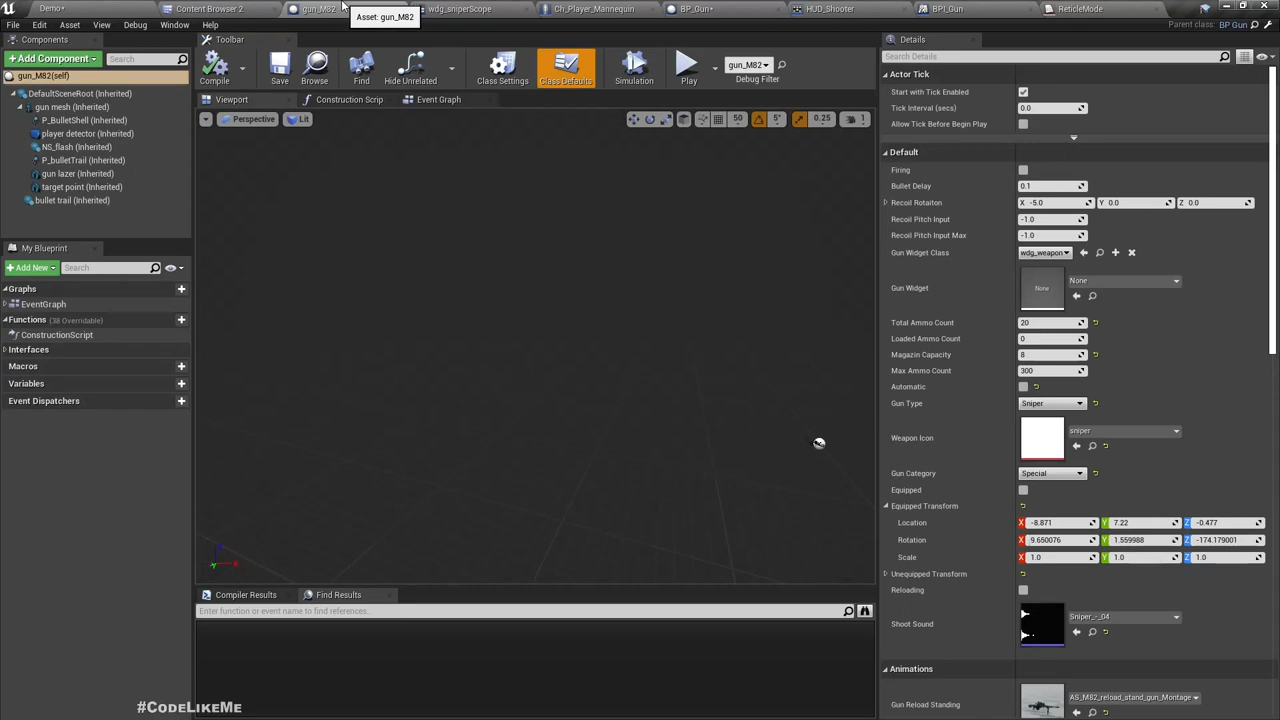 Demo*
Content Browser 2
gun_M82
wdg_sniperScope
Ch_Player_Mannequin
BP_Gun*
HUD_Shooter
BPI_Gun
ReticleMode
Asset: gun_M82
File Edit Asset View Debug Window Help
Parent class: BP Gun
Components
Toolbar
Details
+Add Component
Search
Compile
Save
Browse
Find
Hide Unrelated
Class Settings
Class Defaults
Simulation
Play
gun_M82
Debug Filter
Search Details
gun_M82(self)
DefaultSceneRoot (Inherited)
gun mesh (Inherited)
P_BulletShell (Inherited)
player detector (Inherited)
NS_flash (Inherited)
P_bulletTrail (Inherited)
gun lazer (Inherited)
target point (Inherited)
bullet trail (Inherited)
Viewport
Construction Scrip
Event Graph
Perspective
Lit
50
5°
0.25
1
My Blueprint
+Add New
Search
Graphs
EventGraph
Functions (38 Overridable)
ConstructionScript
Interfaces
Macros
Variables
Event Dispatchers
Compiler Results
Find Results
Enter function or event name to find references...
Actor Tick
Start with Tick Enabled
Tick Interval (secs) 0.0
Allow Tick Before Begin Play
Default
Firing
Bullet Delay 0.1
Recoil Rotaiton X -5.0 Y 0.0 Z 0.0
Recoil Pitch Input -1.0
Recoil Pitch Input Max -1.0
Gun Widget Class wdg_weapon
Gun Widget None None
Total Ammo Count 20
Loaded Ammo Count 0
Magazin Capacity 8
Max Ammo Count 300
Automatic
Gun Type Sniper
Weapon Icon sniper
Gun Category Special
Equipped
Equipped Transform
Location X -8.871 Y 7.22 Z -0.477
Rotation X 9.650076 Y 1.559988 Z -174.179001
Scale X 1.0 Y 1.0 Z 1.0
Unequipped Transform
Reloading
Shoot Sound Sniper_-_04
Animations
Gun Reload Standing AS_M82_reload_stand_gun_Montage
#CodeLikeMe